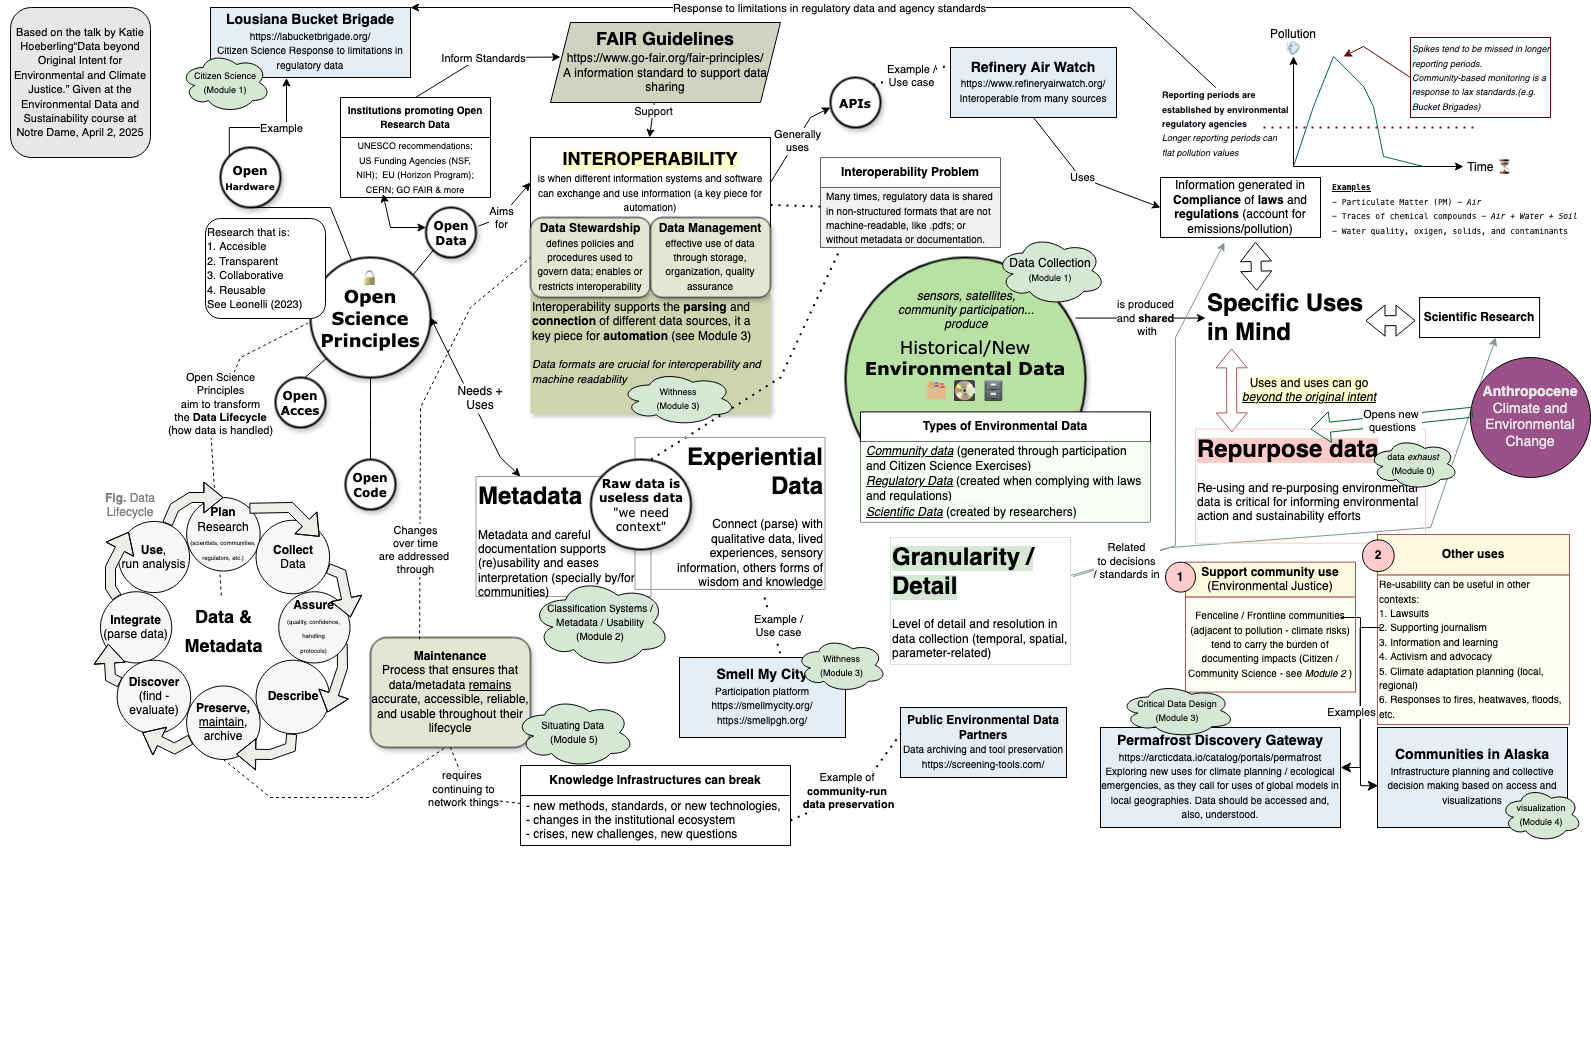 Based on the talk by Katie
Hoeberling"Data beyond
Original Intent for
Environmental and Climate
Justice." Given at the
Environmental Data and
Sustainability course at
Notre Dame, April 2, 2025
Lousiana Bucket Brigade
https://labucketbrigade.org/
Citizen Science Response to limitations in
regulatory data
Citizen Science
(Module 1)
Example
Open
Hardware
Response to limitations in regulatory data and agency standards
Inform Standards
FAIR Guidelines
https://www.go-fair.org/fair-principles/
A information standard to support data
sharing
Support
Institutions promoting Open
Research Data
UNESCO recommendations;
US Funding Agencies (NSF,
NIH); EU (Horizon Program);
CERN; GO FAIR & more
Open
Data
Aims
for
INTEROPERABILITY
is when different information systems and software
can exchange and use information (a key piece for
automation)
Data Stewardship
defines policies and
procedures used to
govern data; enables or
restricts interoperability
Data Management
effective use of data
through storage,
organization, quality
assurance
Interoperability supports the parsing and
connection of different data sources, it a
key piece for automation (see Module 3)
Data formats are crucial for interoperability and
machine readability
Withness
(Module 3)
Generally
uses
APIs
Example /
Use case
Refinery Air Watch
https://www.refineryairwatch.org/
Interoperable from many sources
Uses
Interoperability Problem
Many times, regulatory data is shared
in non-structured formats that are not
machine-readable, like .pdfs; or
without metadata or documentation.
Pollution
Time
Spikes tend to be missed in longer
reporting periods.
Community-based monitoring is a
response to lax standards.(e.g.
Bucket Brigades)
Reporting periods are
established by environmental
regulatory agencies
Longer reporting periods can
flat pollution values
Information generated in
Compliance of laws and
regulations (account for
emissions/pollution)
Examples
– Particulate Matter (PM) – Air
– Traces of chemical compounds – Air + Water + Soil
– Water quality, oxigen, solids, and contaminants
Research that is:
1. Accesible
2. Transparent
3. Collaborative
4. Reusable
See Leonelli (2023)
Open
Science
Principles
Open
Acces
Open
Code
Needs +
Uses
Open Science
Principles
aim to transform
the Data Lifecycle
(how data is handled)
Data Collection
(Module 1)
sensors, satellites,
community participation...
produce
Historical/New
Environmental Data
Types of Environmental Data
Community data (generated through participation
and Citizen Science Exercises)
Regulatory Data (created when complying with laws
and regulations)
Scientific Data (created by researchers)
is produced
and shared
with
Specific Uses
in Mind
Scientific Research
Uses and uses can go
beyond the original intent
Opens new
questions
Anthropocene
Climate and
Environmental
Change
Repurpose data
data exhaust
(Module 0)
Re-using and re-purposing environmental
data is critical for informing environmental
action and sustainability efforts
Metadata
Metadata and careful
documentation supports
(re)usability and eases
interpretation (specially by/for
communities)
Raw data is
useless data
"we need
context"
Experiential
Data
Connect (parse) with
qualitative data, lived
experiences, sensory
information, others forms of
wisdom and knowledge
Classification Systems /
Metadata / Usability
(Module 2)
Example /
Use case
Smell My City
Participation platform
https://smellmycity.org/
https://smellpgh.org/
Withness
(Module 3)
Granularity /
Detail
Level of detail and resolution in
data collection (temporal, spatial,
parameter-related)
Related
to decisions
/ standards in
1
Support community use
(Environmental Justice)
Fenceline / Frontline communities
(adjacent to pollution - climate risks)
tend to carry the burden of
documenting impacts (Citizen /
Community Science - see Module 2 )
2
Other uses
Re-usability can be useful in other
contexts:
1. Lawsuits
2. Supporting journalism
3. Information and learning
4. Activism and advocacy
5. Climate adaptation planning (local,
regional)
6. Responses to fires, heatwaves, floods,
etc.
Examples
Critical Data Design
(Module 3)
Permafrost Discovery Gateway
https://arcticdata.io/catalog/portals/permafrost
Exploring new uses for climate planning / ecological
emergencies, as they call for uses of global models in
local geographies. Data should be accessed and,
also, understood.
Communities in Alaska
Infrastructure planning and collective
decision making based on access and
visualizations
visualization
(Module 4)
Fig. Data
Lifecycle
Plan
Research
(scientists, communities,
regulators, etc.)
Collect
Data
Assure
(quality, confidence,
handling
protocols)
Describe
Preserve,
maintain,
archive
Discover
(find -
evaluate)
Integrate
(parse data)
Use,
run analysis
Data &
Metadata
Changes
over time
are addressed
through
Maintenance
Process that ensures that
data/metadata remains
accurate, accessible, reliable,
and usable throughout their
lifecycle
Situating Data
(Module 5)
requires
continuing to
network things
Knowledge Infrastructures can break
- new methods, standards, or new technologies,
- changes in the institutional ecosystem
- crises, new challenges, new questions
Example of
community-run
data preservation
Public Environmental Data
Partners
Data archiving and tool preservation
https://screening-tools.com/